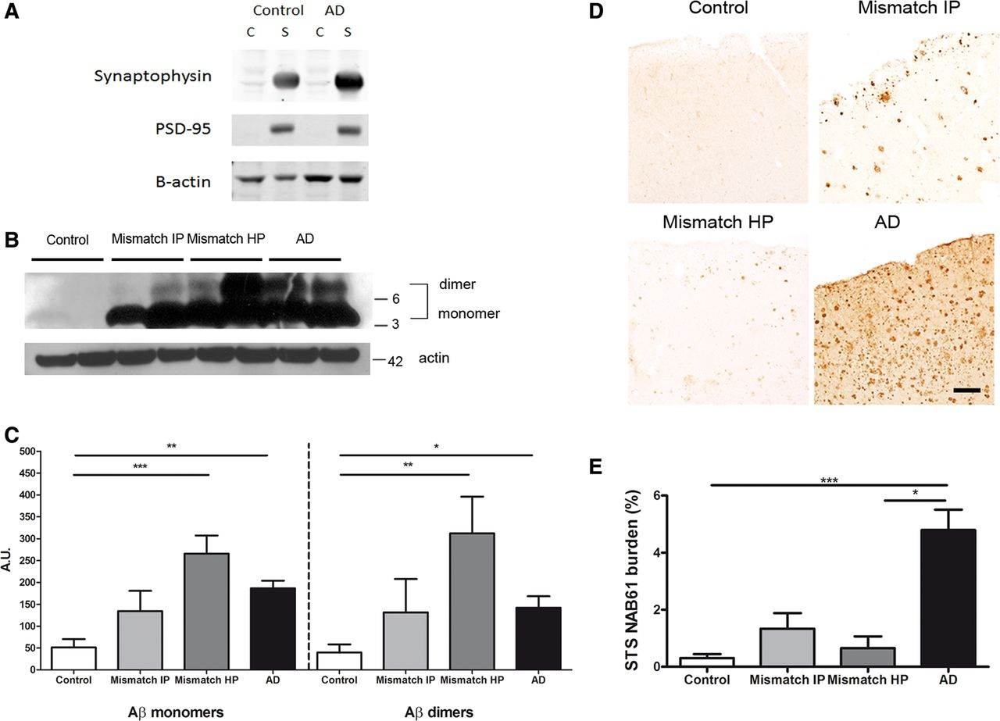 A
Control AD
C S C S
Synaptophysin
PSD-95
B-actin
B
Control Mismatch IP Mismatch HP AD
dimer
6
monomer
3
42 actin
C
500
450
400
350
300
250
200
150
100
50
0
A.U.
**
***
*
**
Control Mismatch IP Mismatch HP AD Control Mismatch IP Mismatch HP AD
Aβ monomers Aβ dimers
D
Control Mismatch IP
Mismatch HP AD
E
STS NAB61 burden (%)
6
4
2
0
***
*
Control Mismatch IP Mismatch HP AD